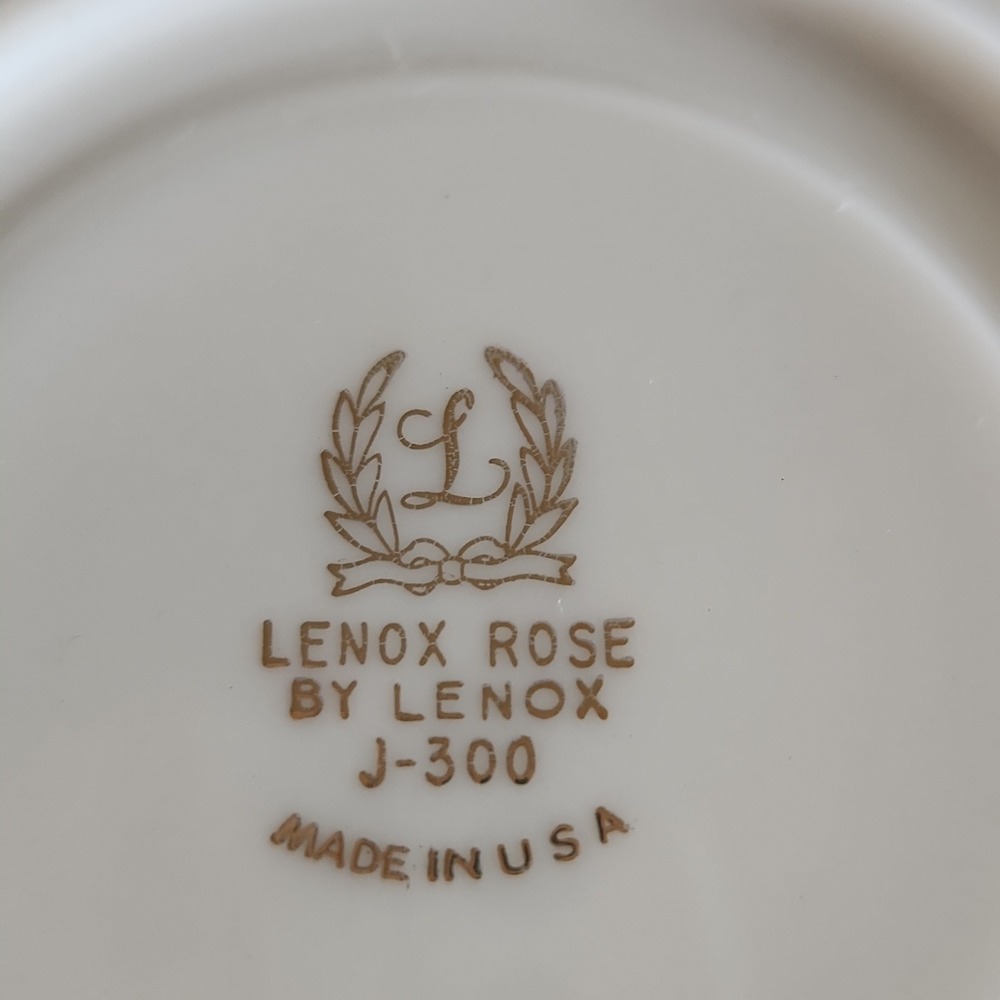 L
LENOX ROSE
BY LENOX
J-300
MADE IN USA